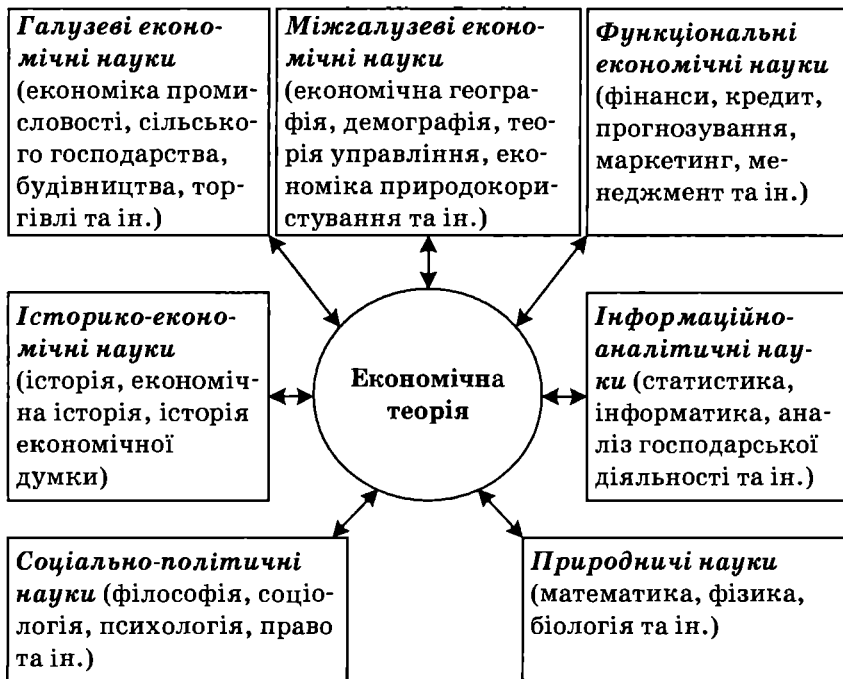 Галузеві еконо-
мічні науки
(економіка проми-
словості, сільсько-
го господарства,
будівництва, тор-
гівлі та ін.)
Міжгалузеві еко-
номічні науки
(економічна геогра-
фія, демографія, тео-
рія управління, еко-
номіка природокори-
стування та ін.)
Функціональні
економічні науки
(фінанси, кредит,
прогнозування,
маркетинг, ме-
неджмент та ін.)
Історико-еконо-
мічні науки
(історія, економіч-
на історія, історія
економічної
думки)
Економічна
теорія
Інформаційно-
аналітичні нау-
ки (статистика,
інформатика, ана-
ліз господарської
діяльності та ін.)
Соціально-політичні
науки (філософія, соціо-
логія, психологія, право
та ін.)
Природничі науки
(математика, фізика,
біологія та ін.)